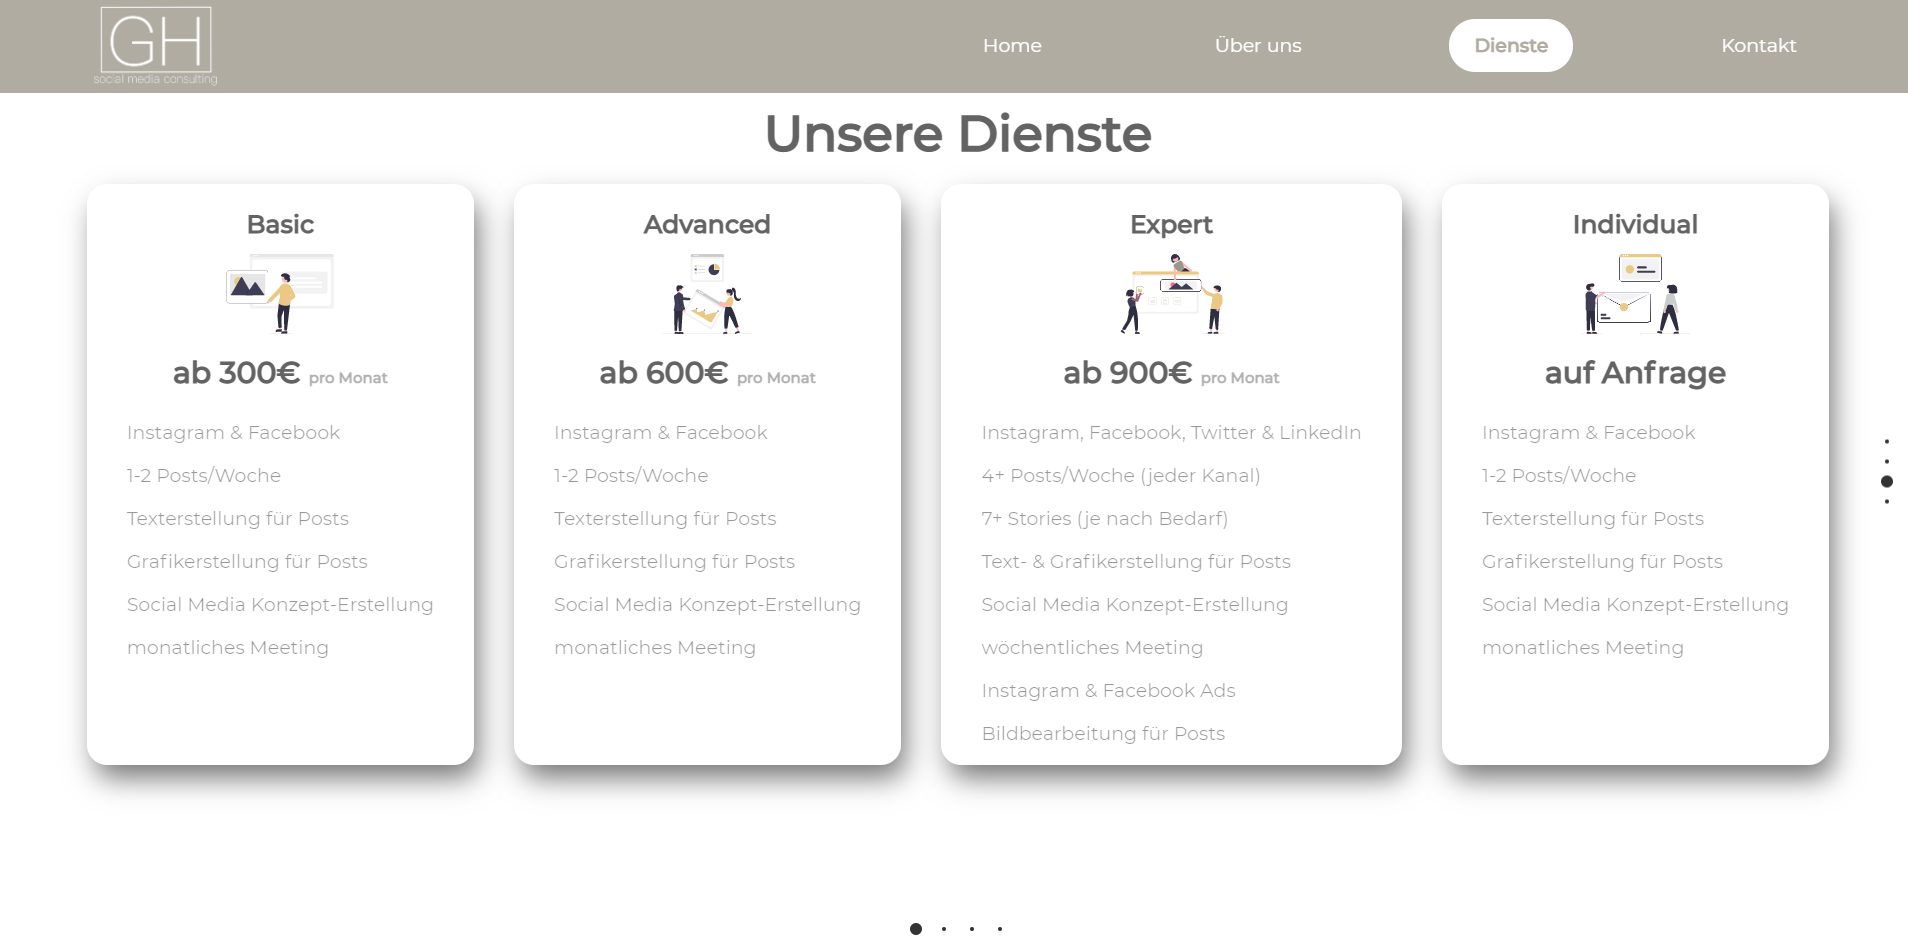 GH
social media consulting
Home
Über uns
Dienste
Kontakt
Unsere Dienste
Basic
ab 300€ pro Monat
Instagram & Facebook
1-2 Posts/Woche
Texterstellung für Posts
Grafikerstellung für Posts
Social Media Konzept-Erstellung
monatliches Meeting
Advanced
ab 600€ pro Monat
Instagram & Facebook
1-2 Posts/Woche
Texterstellung für Posts
Grafikerstellung für Posts
Social Media Konzept-Erstellung
monatliches Meeting
Expert
ab 900€ pro Monat
Instagram, Facebook, Twitter & LinkedIn
4+ Posts/Woche (jeder Kanal)
7+ Stories (je nach Bedarf)
Text- & Grafikerstellung für Posts
Social Media Konzept-Erstellung
wöchentliches Meeting
Instagram & Facebook Ads
Bildbearbeitung für Posts
Individual
auf Anfrage
Instagram & Facebook
1-2 Posts/Woche
Texterstellung für Posts
Grafikerstellung für Posts
Social Media Konzept-Erstellung
monatliches Meeting